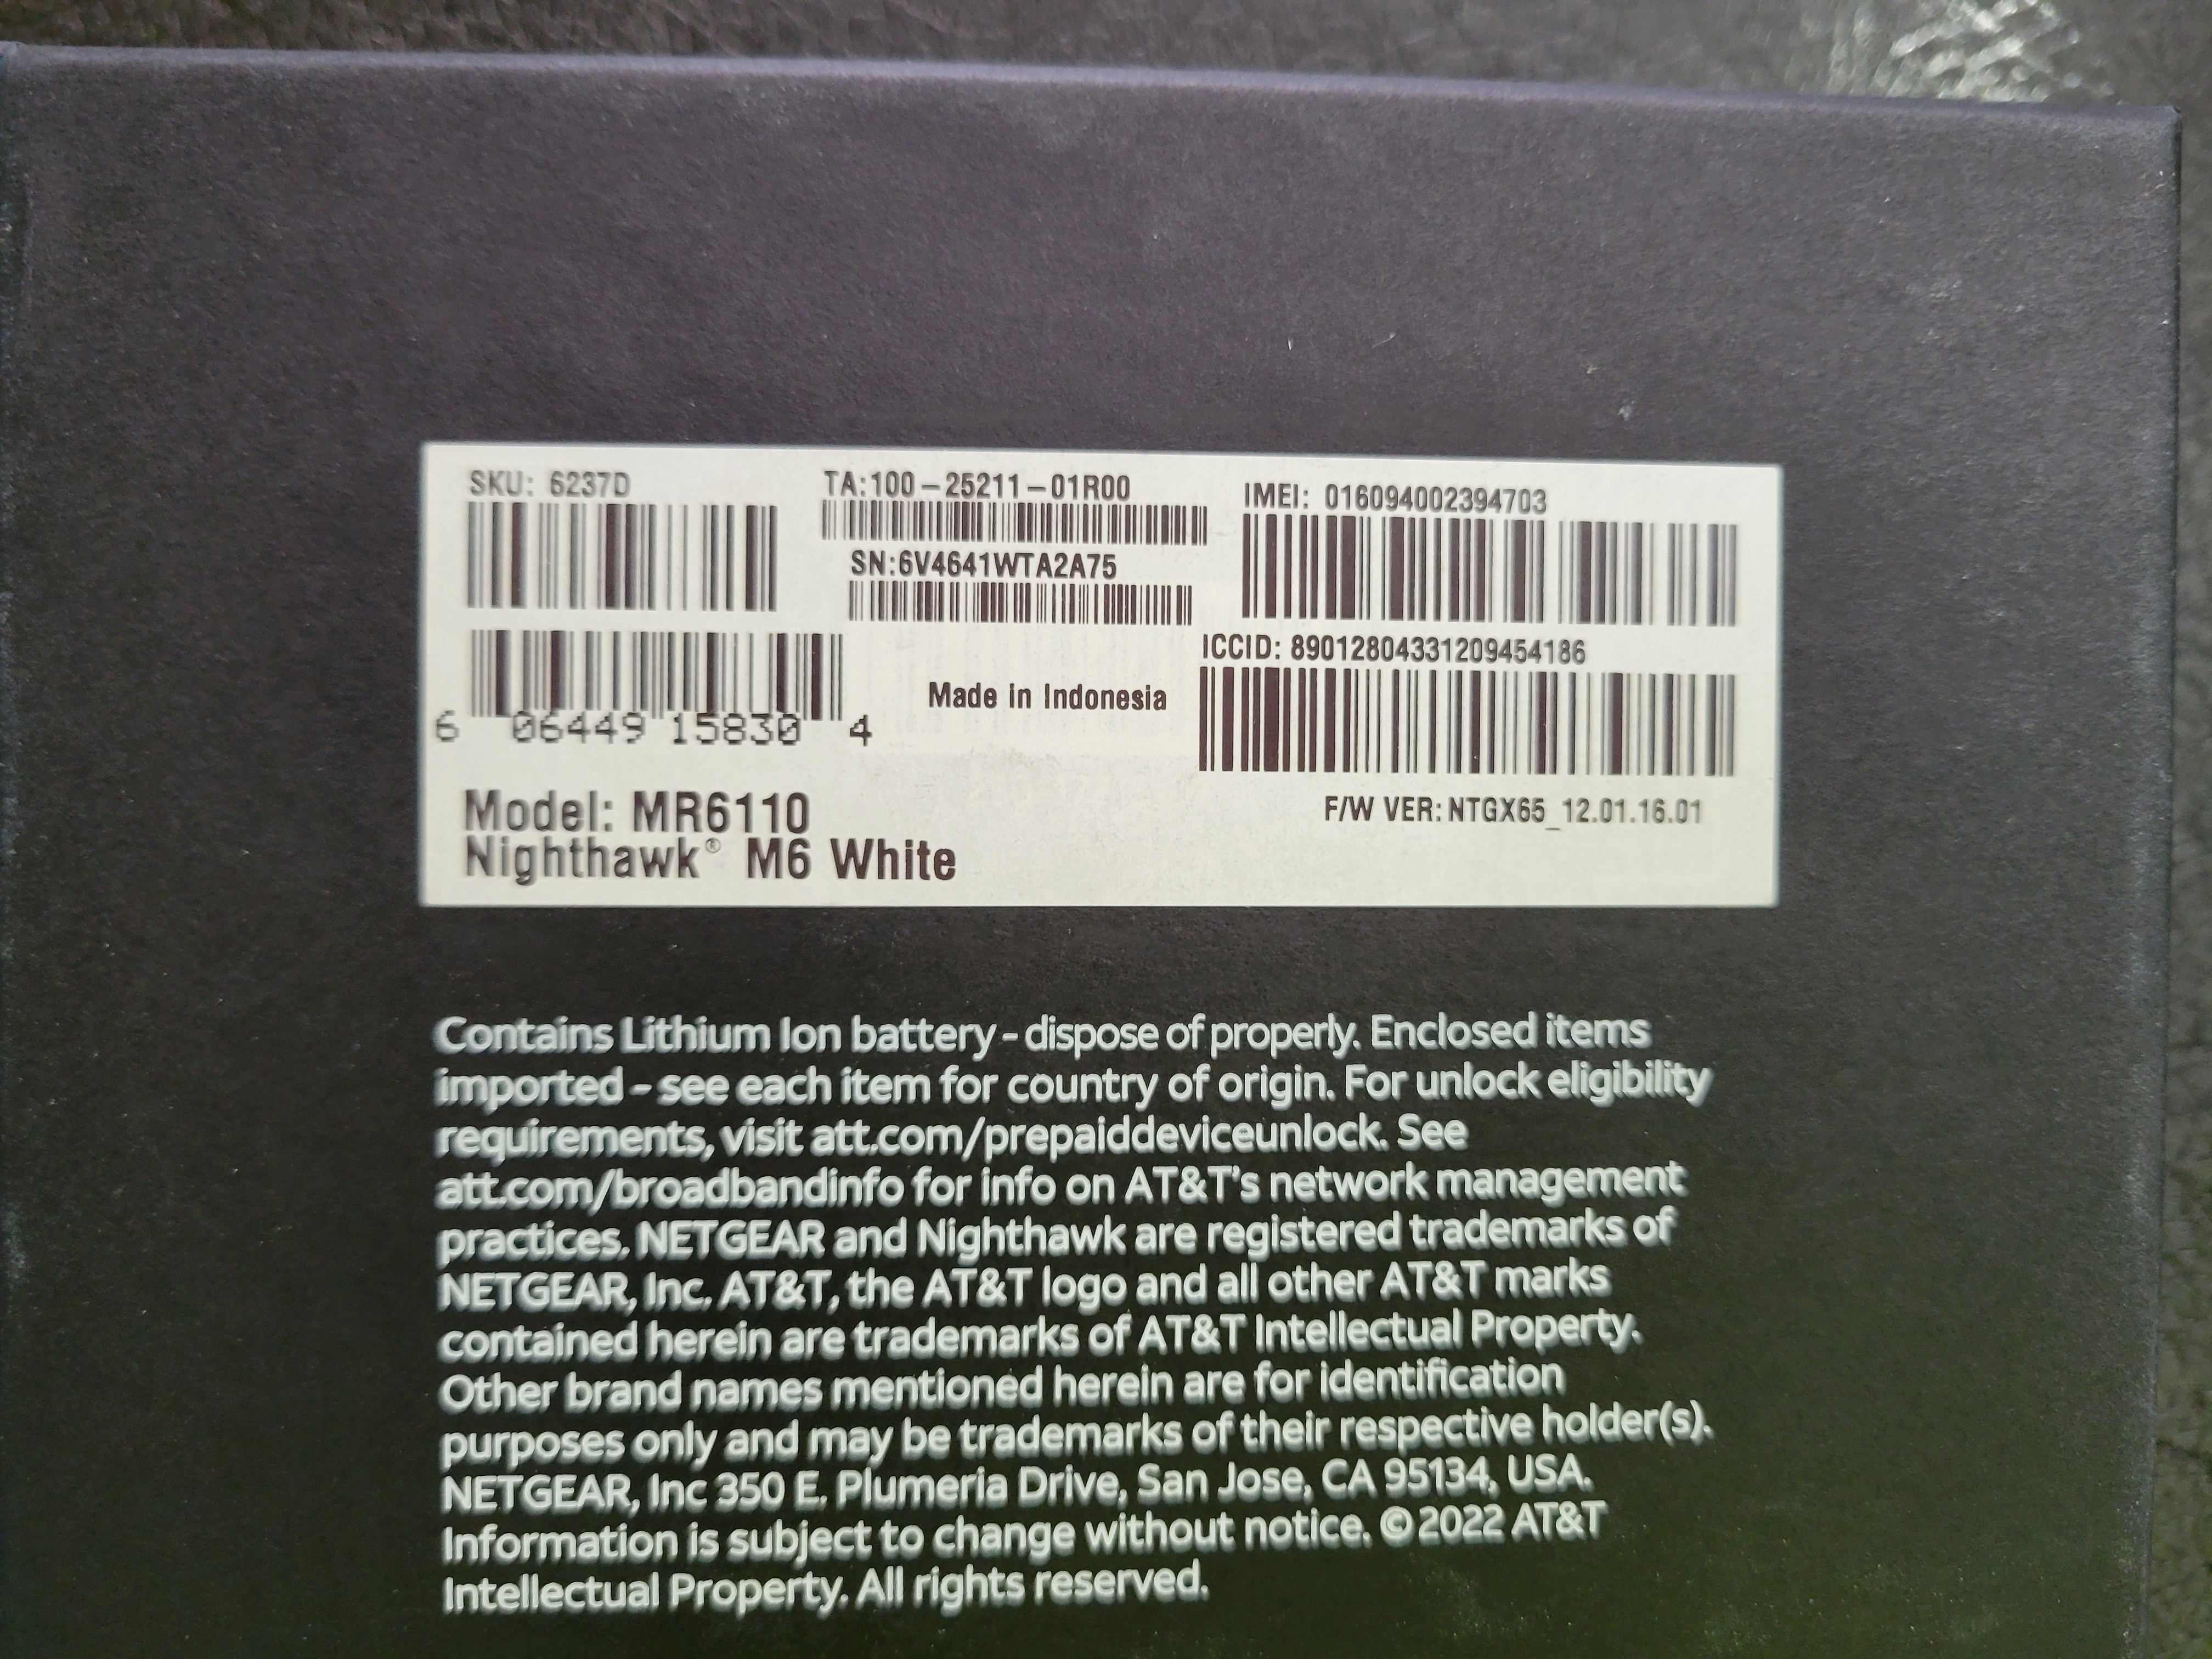 SKU: 6237D
TA:100-25211-01R00
IMEI: 016094002394703
SN:6V4641WTA2A75
ICCID: 89012804331209454186
6 06449 15830 4
Made in Indonesia
Model: MR6110
Nighthawk® M6 White
F/W VER: NTGX65_12.01.16.01
Contains Lithium Ion battery - dispose of properly. Enclosed items
imported - see each item for country of origin. For unlock eligibility
requirements, visit att.com/prepaiddeviceunlock. See
att.com/broadbandinfo for info on AT&T's network management
practices. NETGEAR and Nighthawk are registered trademarks of
NETGEAR, Inc. AT&T, the AT&T logo and all other AT&T marks
contained herein are trademarks of AT&T Intellectual Property.
Other brand names mentioned herein are for identification
purposes only and may be trademarks of their respective holder(s).
NETGEAR, Inc 350 E. Plumeria Drive, San Jose, CA 95134, USA.
Information is subject to change without notice. © 2022 AT&T
Intellectual Property. All rights reserved.